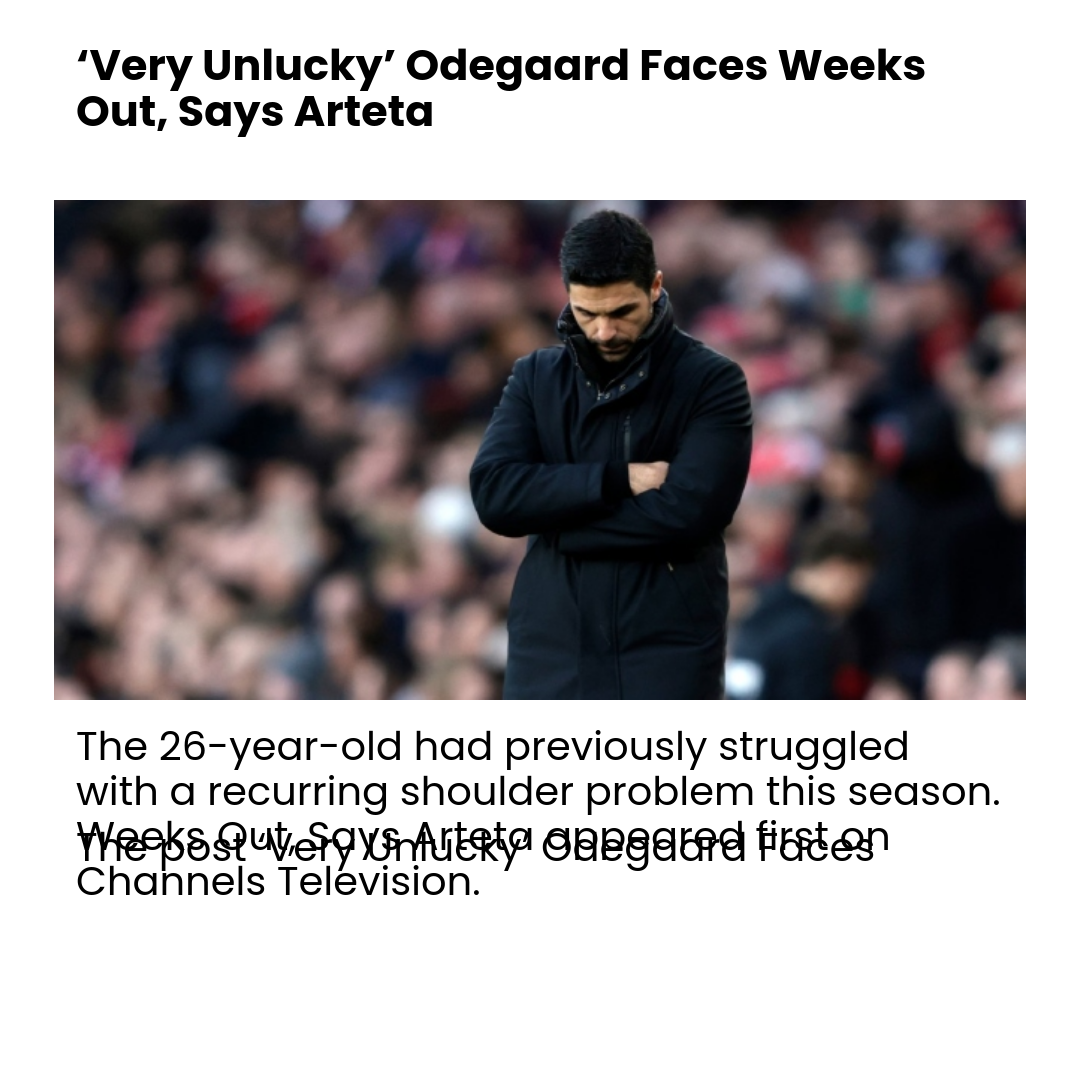 ‘Very Unlucky’ Odegaard Faces Weeks
Out, Says Arteta
The 26-year-old had previously struggled
with a recurring shoulder problem this season.
The post ‘Very Unlucky’ Odegaard Faces
Weeks Out, Says Arteta appeared first on
Channels Television.